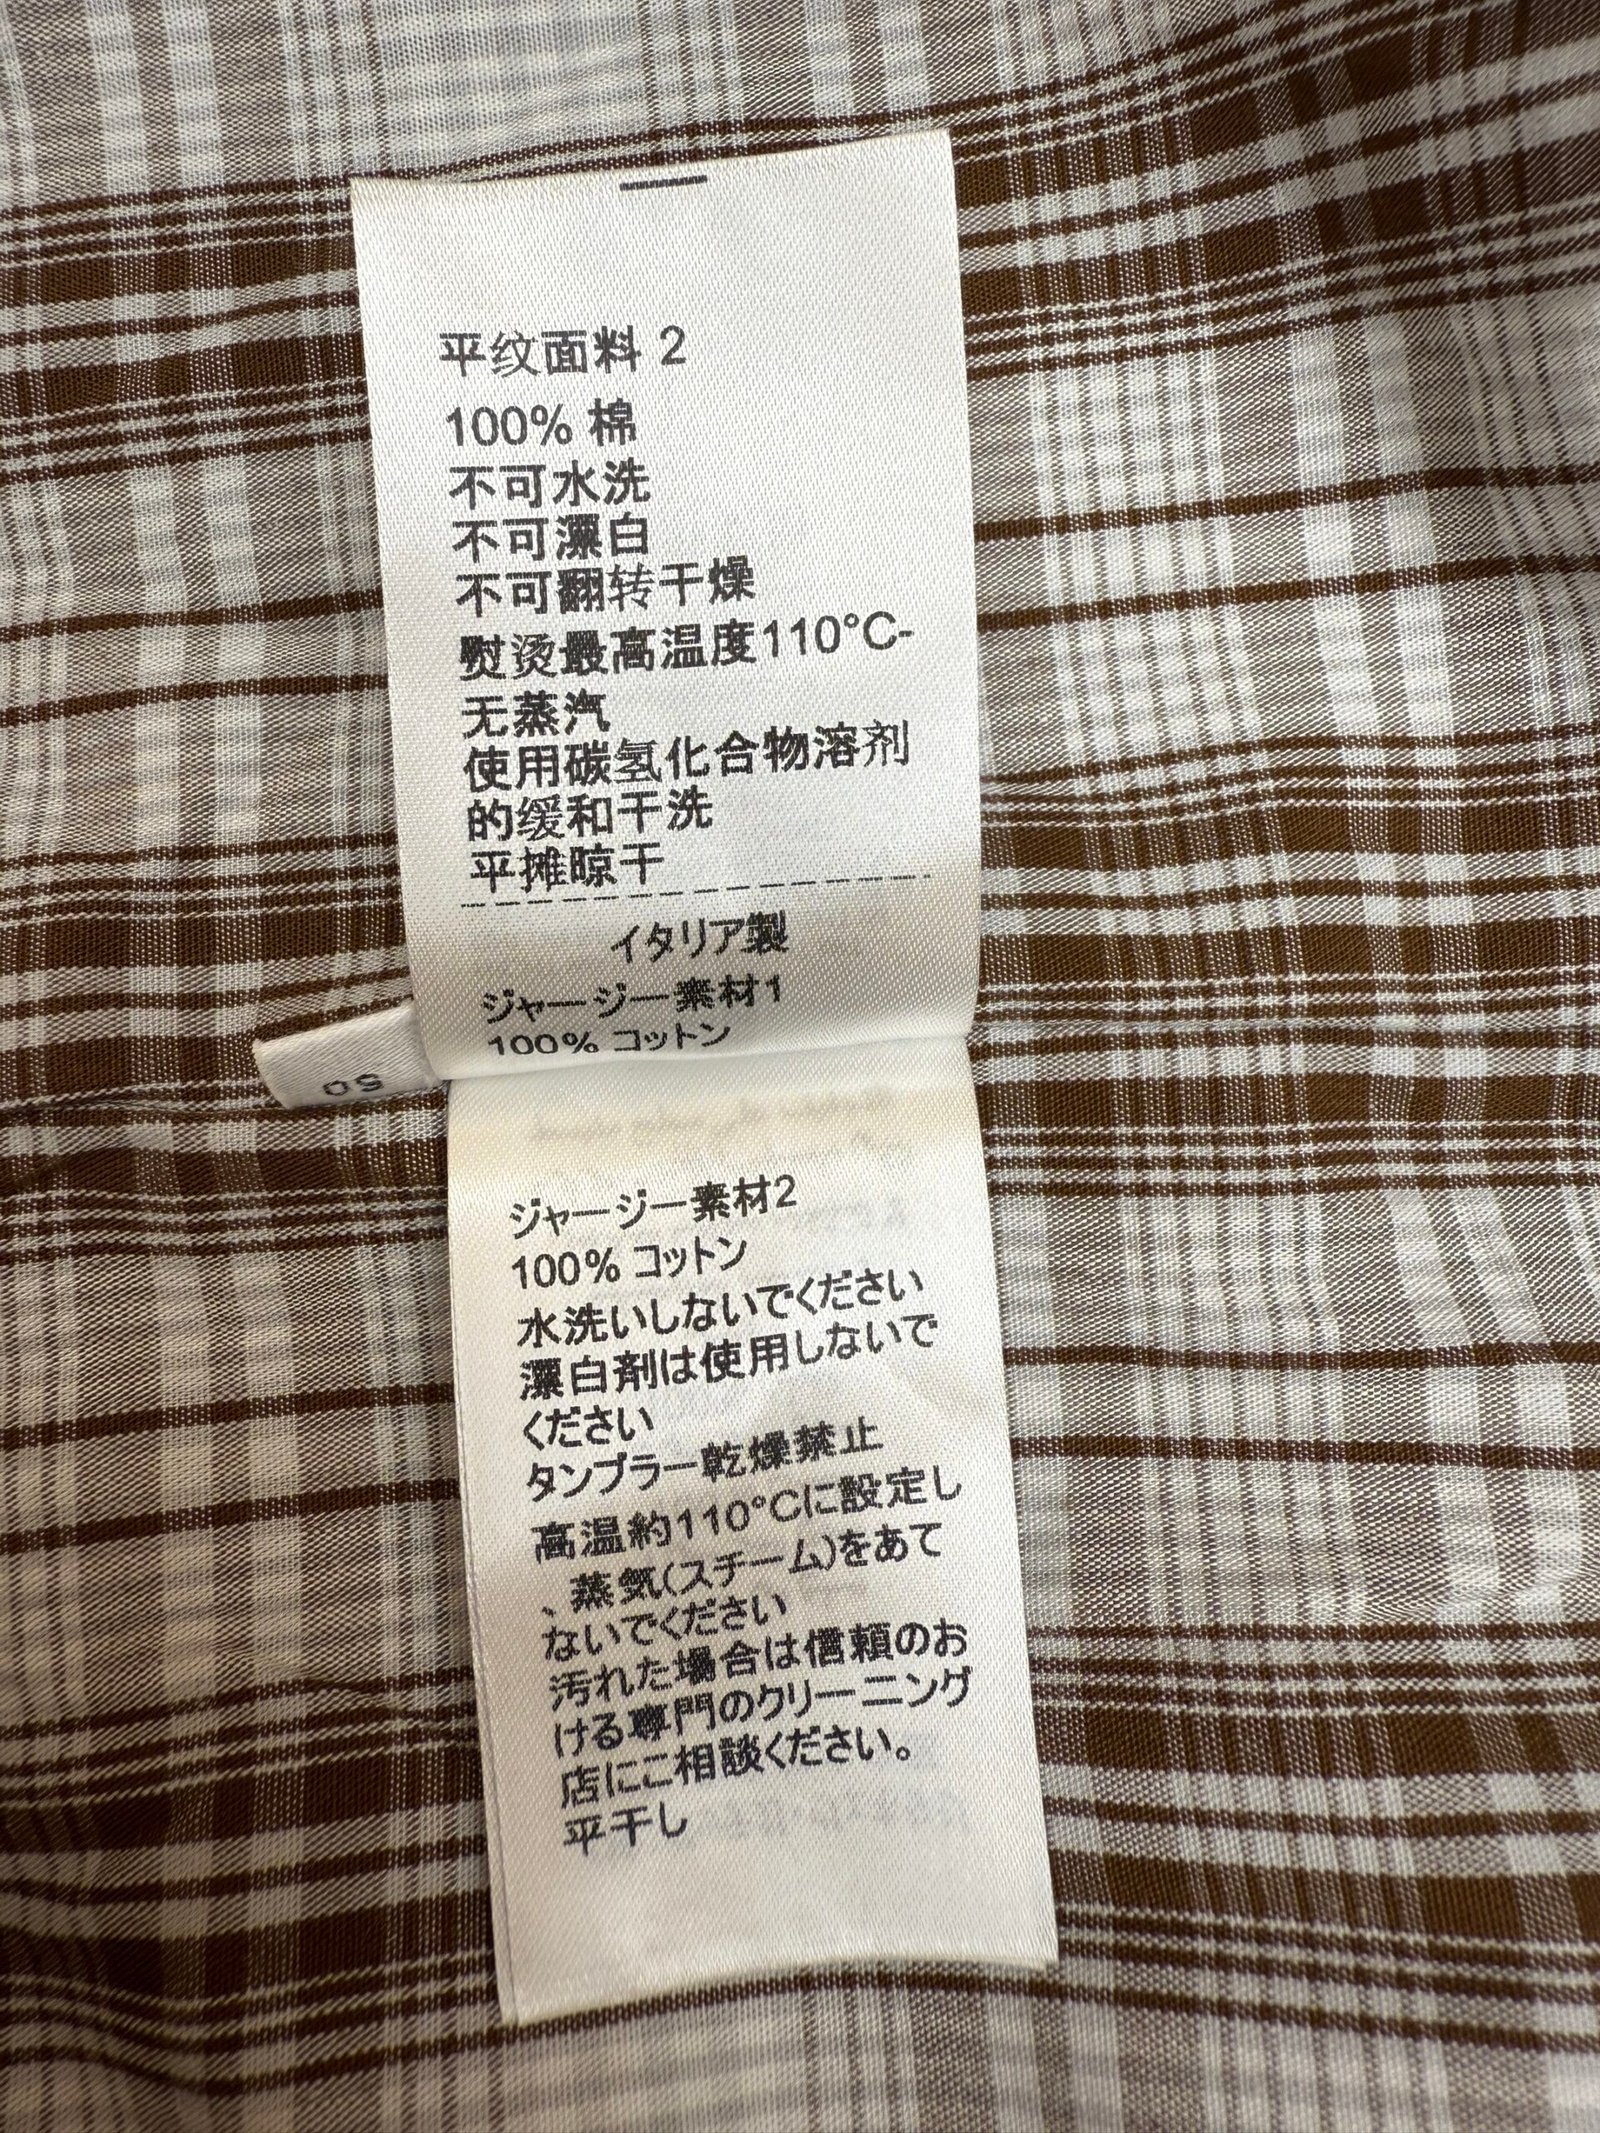 平纹面料 2
100% 棉
不可水洗
不可漂白
不可翻转干燥
熨烫最高温度110°C-
无蒸汽
使用碳氢化合物溶剂
的缓和干洗
平摊晾干
イタリア製
ジャージー素材1
100% コットン
50
ジャージー素材2
100% コットン
水洗いしないでください
漂白剤は使用しないで
ください
タンブラー乾燥禁止
高温約110°Cに設定し
、蒸気(スチーム)をあて
ないでください
汚れた場合は信頼のお
ける専門のクリーニング
店にご相談ください。
平干し